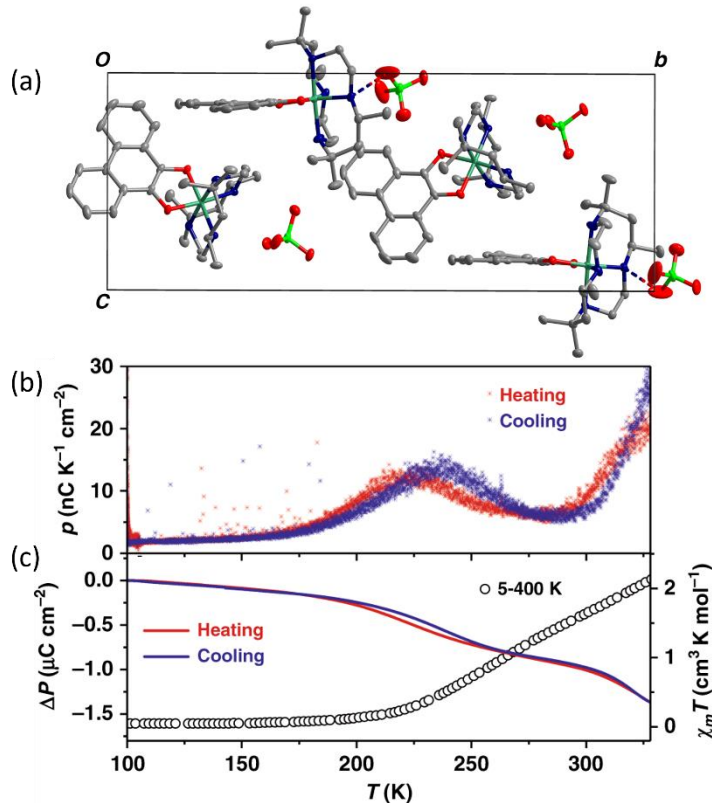 (a)
O
b
c
(b)
30
20
10
0
p (nC K⁻¹ cm⁻²)
Heating
Cooling
(c)
0.0
-0.5
-1.0
-1.5
ΔP (μC cm⁻²)
5-400 K
Heating
Cooling
2
1
0
χₘT (cm³ K mol⁻¹)
100 150 200 250 300
T (K)